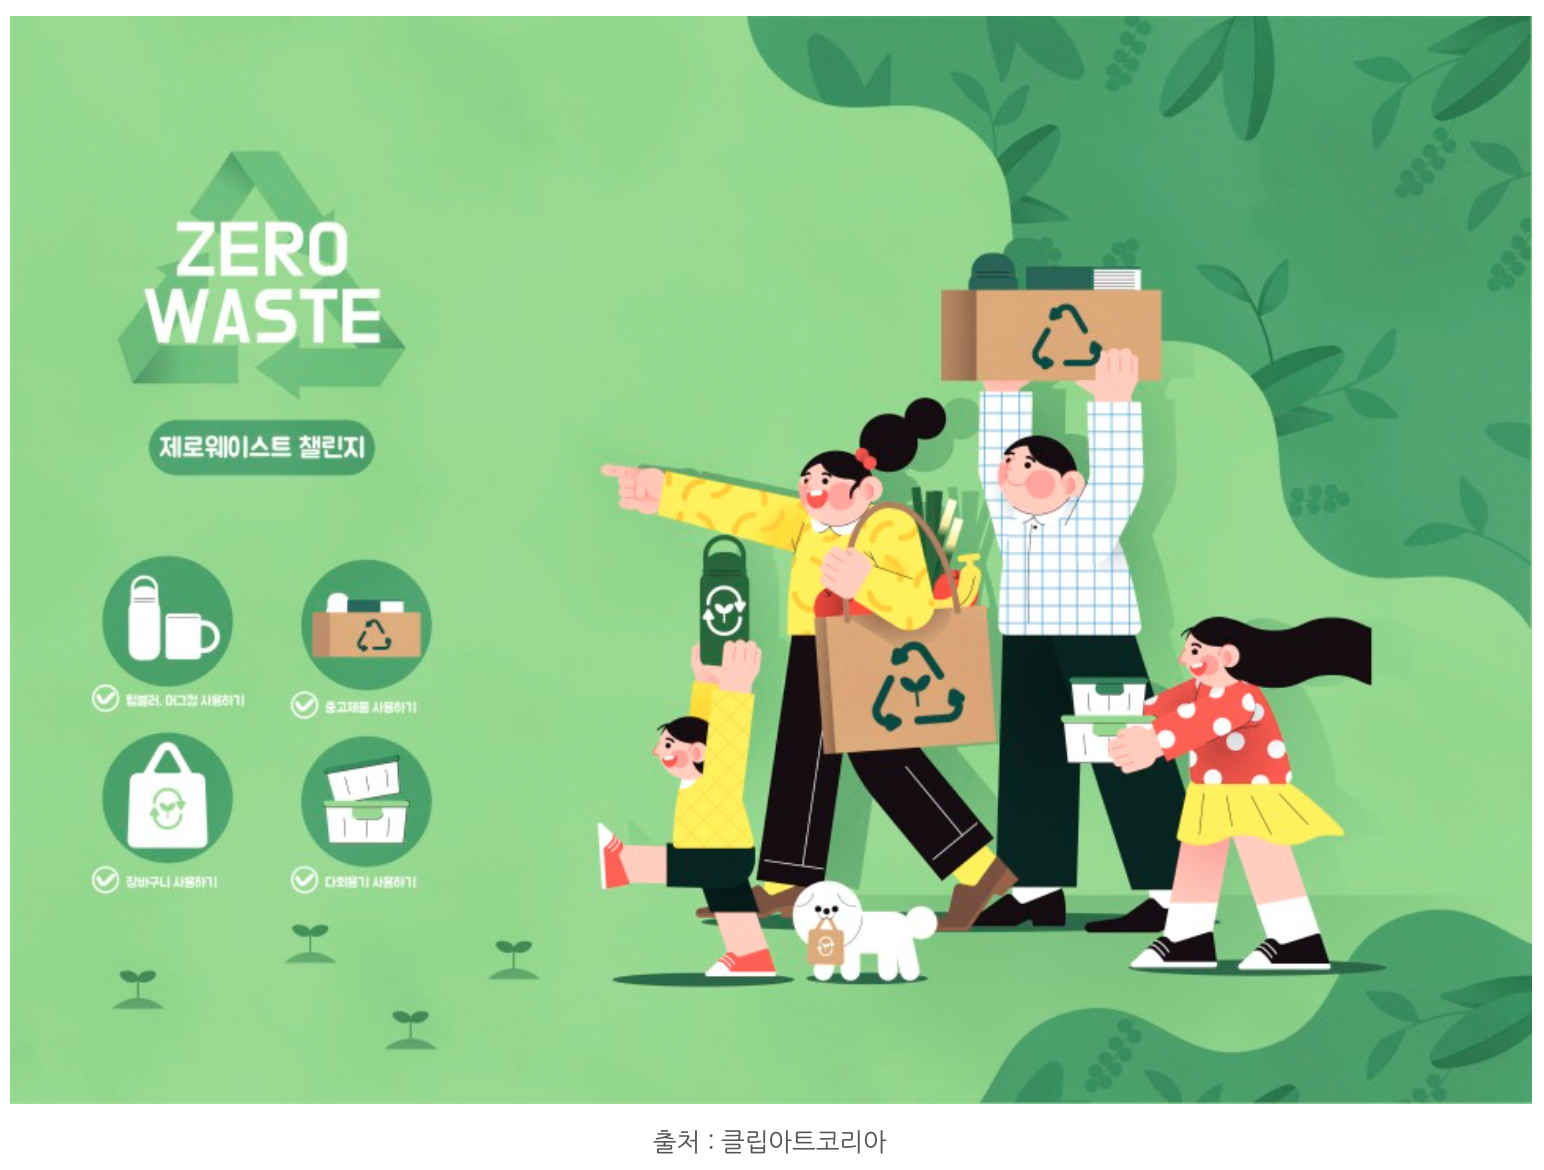 ZERO
WASTE
제로웨이스트 챌린지
텀블러, 머그컵 사용하기
중고제품 사용하기
장바구니 사용하기
다회용기 사용하기
출처 : 클립아트코리아